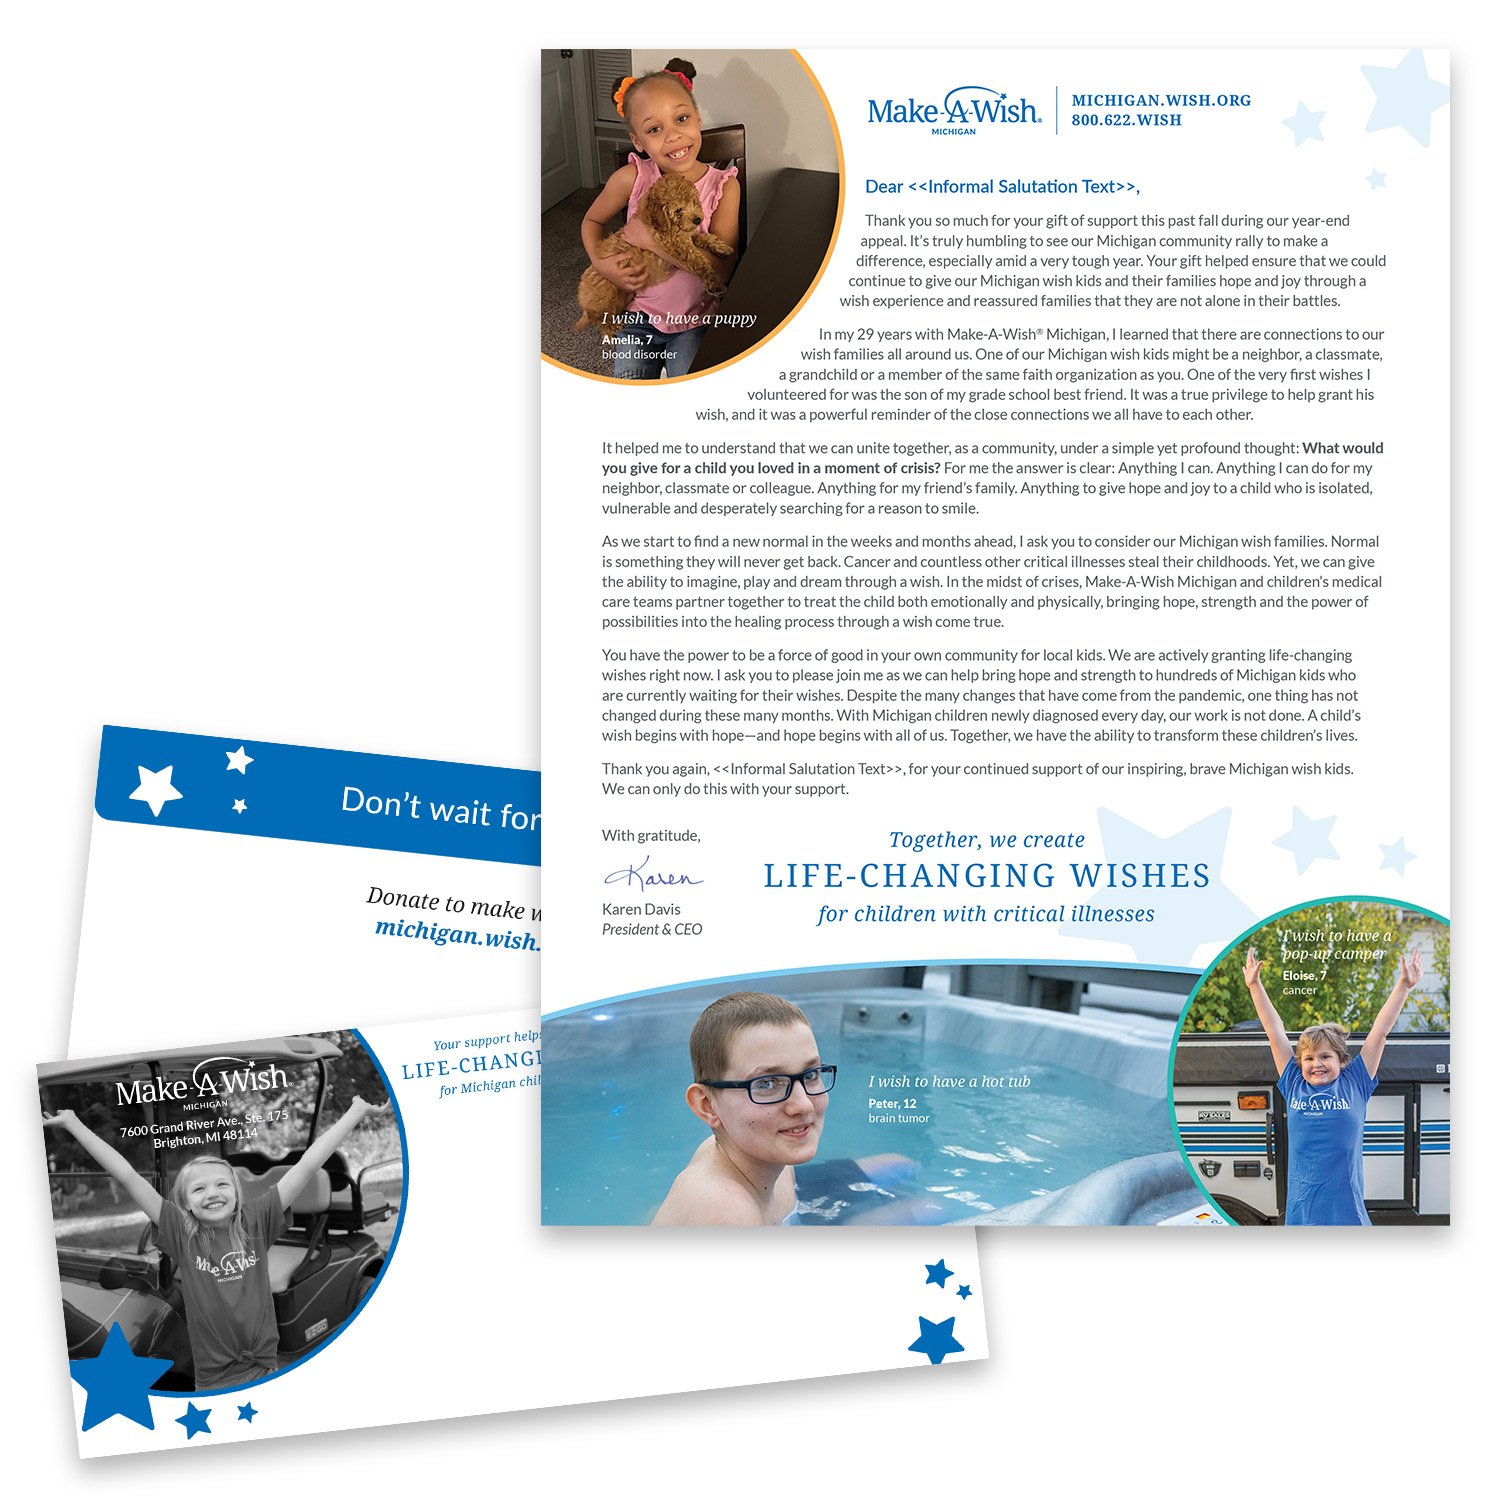 I wish to have a puppy
Amelia, 7
blood disorder
Make-A-Wish®
MICHIGAN
MICHIGAN.WISH.ORG
800.622.WISH
Dear <<Informal Salutation Text>>,
Thank you so much for your gift of support this past fall during our year-end
appeal. It's truly humbling to see our Michigan community rally to make a
difference, especially amid a very tough year. Your gift helped ensure that we could
continue to give our Michigan wish kids and their families hope and joy through a
wish experience and reassured families that they are not alone in their battles.
In my 29 years with Make-A-Wish® Michigan, I learned that there are connections to our
wish families all around us. One of our Michigan wish kids might be a neighbor, a classmate,
a grandchild or a member of the same faith organization as you. One of the very first wishes I
volunteered for was the son of my grade school best friend. It was a true privilege to help grant his
wish, and it was a powerful reminder of the close connections we all have to each other.
It helped me to understand that we can unite together, as a community, under a simple yet profound thought: What would
you give for a child you loved in a moment of crisis? For me the answer is clear: Anything I can. Anything I can do for my
neighbor, classmate or colleague. Anything for my friend's family. Anything to give hope and joy to a child who is isolated,
vulnerable and desperately searching for a reason to smile.
As we start to find a new normal in the weeks and months ahead, I ask you to consider our Michigan wish families. Normal
is something they will never get back. Cancer and countless other critical illnesses steal their childhoods. Yet, we can give
the ability to imagine, play and dream through a wish. In the midst of crises, Make-A-Wish Michigan and children's medical
care teams partner together to treat the child both emotionally and physically, bringing hope, strength and the power of
possibilities into the healing process through a wish come true.
You have the power to be a force of good in your own community for local kids. We are actively granting life-changing
wishes right now. I ask you to please join me as we can help bring hope and strength to hundreds of Michigan kids who
are currently waiting for their wishes. Despite the many changes that have come from the pandemic, one thing has not
changed during these many months. With Michigan children newly diagnosed every day, our work is not done. A child's
wish begins with hope—and hope begins with all of us. Together, we have the ability to transform these children's lives.
Thank you again, <<Informal Salutation Text>>, for your continued support of our inspiring, brave Michigan wish kids.
We can only do this with your support.
With gratitude,
Karen
Karen Davis
President & CEO
Together, we create
LIFE-CHANGING WISHES
for children with critical illnesses
I wish to have a hot tub
Peter, 12
brain tumor
I wish to have a
pop-up camper
Eloise, 7
cancer
Don't wait for
Donate to make w
michigan.wish.
Make-A-Wish®
MICHIGAN
7600 Grand River Ave., Ste. 175
Brighton, MI 48114
Your support helps
LIFE-CHANGI
for Michigan chil
MICHIGAN